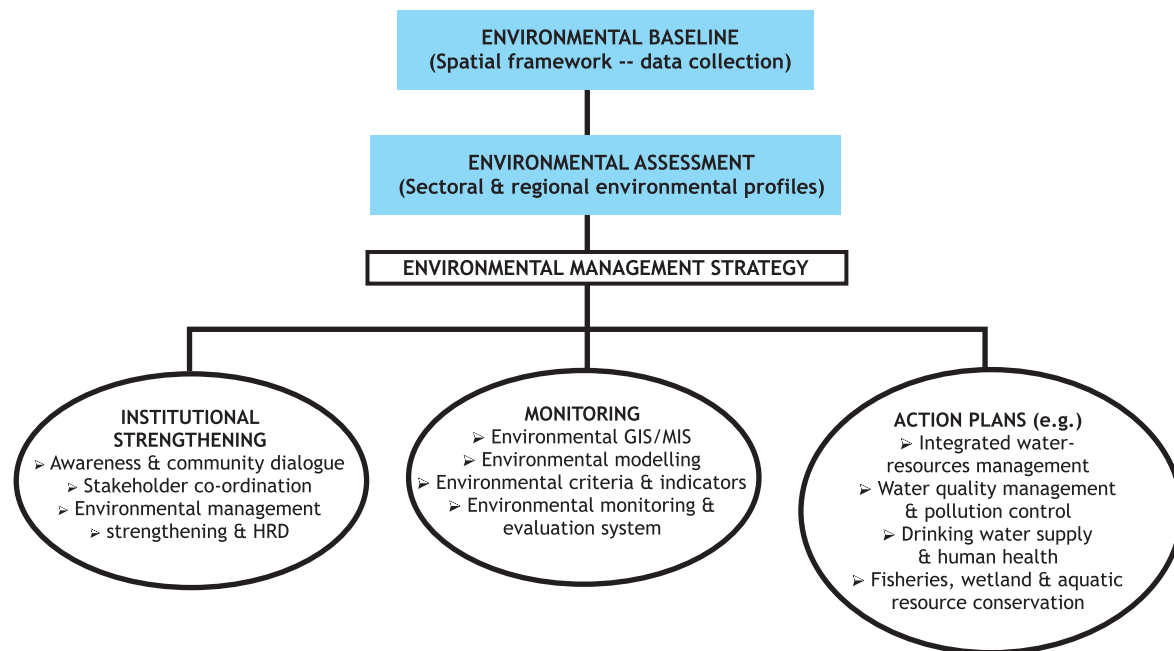 ENVIRONMENTAL BASELINE
(Spatial framework -- data collection)
ENVIRONMENTAL ASSESSMENT
(Sectoral & regional environmental profiles)
ENVIRONMENTAL MANAGEMENT STRATEGY
INSTITUTIONAL
STRENGTHENING
➢ Awareness & community dialogue
➢ Stakeholder co-ordination
➢ Environmental management
➢ strengthening & HRD
MONITORING
➢ Environmental GIS/MIS
➢ Environmental modelling
➢ Environmental criteria & indicators
➢ Environmental monitoring &
evaluation system
ACTION PLANS (e.g.)
➢ Integrated water-
resources management
➢ Water quality management
& pollution control
➢ Drinking water supply
& human health
➢ Fisheries, wetland & aquatic
resource conservation